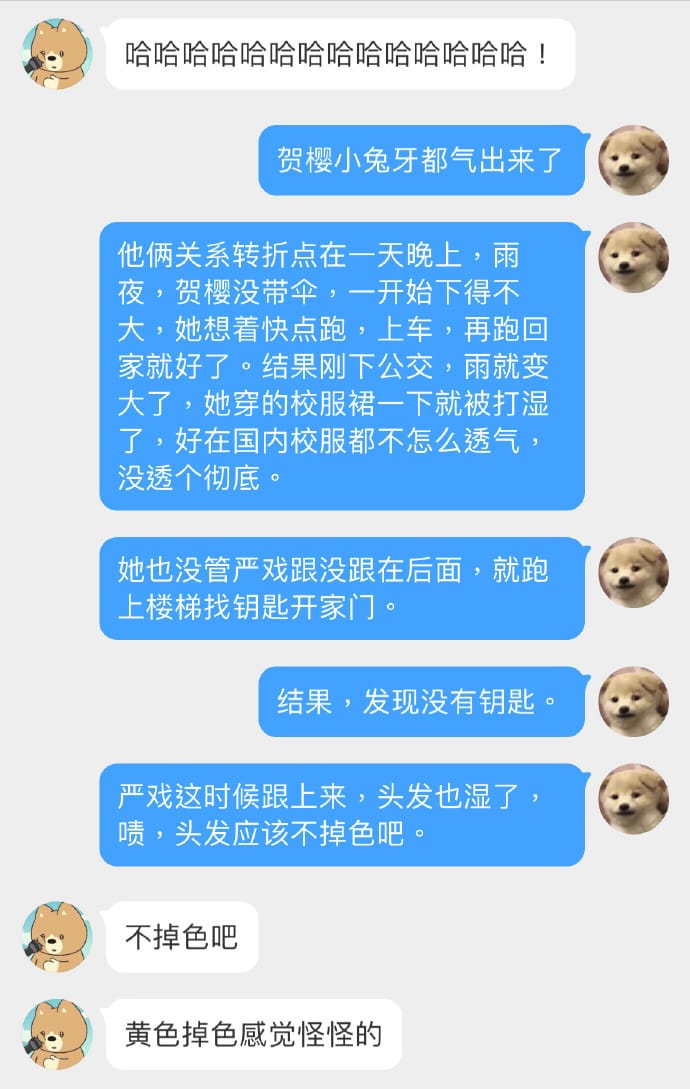 哈哈哈哈哈哈哈哈哈哈哈哈哈哈！
贺樱小兔牙都气出来了
他俩关系转折点在一天晚上，雨
夜，贺樱没带伞，一开始下得不
大，她想着快点跑，上车，再跑回
家就好了。结果刚下公交，雨就变
大了，她穿的校服裙一下就被打湿
了，好在国内校服都不怎么透气，
没透个彻底。
她也没管严戏跟没跟在后面，就跑
上楼梯找钥匙开家门。
结果，发现没有钥匙。
严戏这时候跟上来，头发也湿了，
啧，头发应该不掉色吧。
不掉色吧
黄色掉色感觉怪怪的